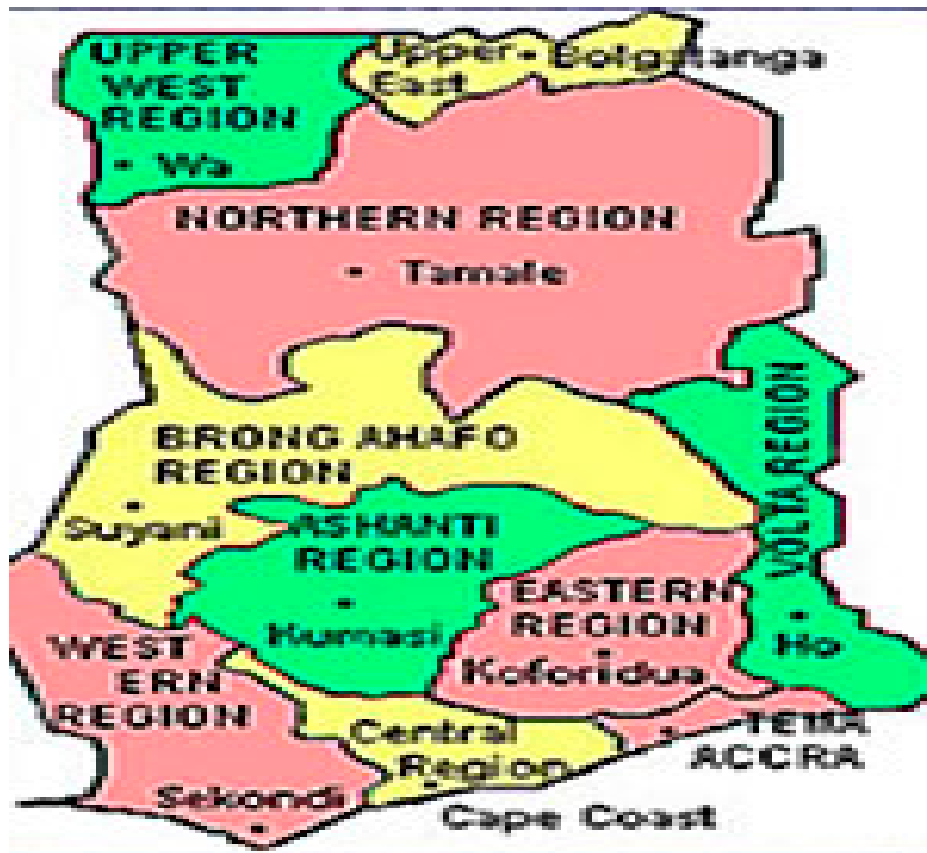 UPPER
WEST
REGION
Wa
Upper
East
Bolgatanga
NORTHERN REGION
Tamale
BRONG AHAFO
REGION
Suyanii
ASHANTI
REGION
Kumasi
VOLTA REGION
Ho
EASTERN
REGION
Koforidua
WEST
ERN
REGION
Sekondi
Central
Region
Cape Coast
TEMA
ACCRA